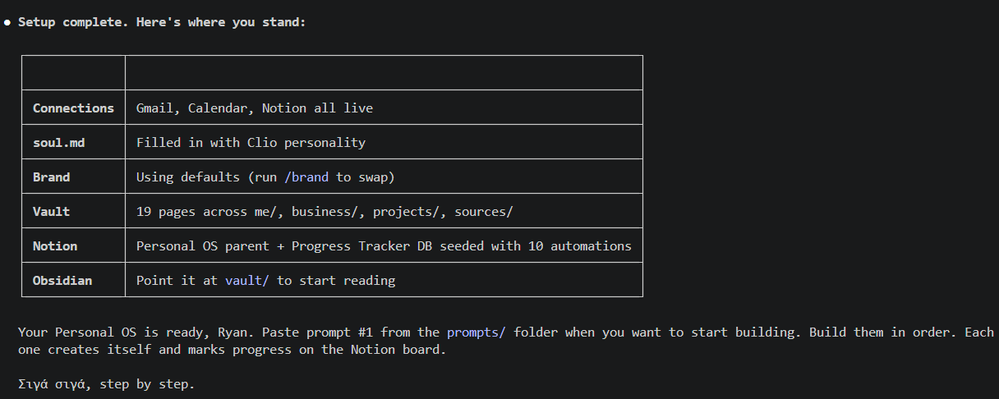 Setup complete. Here's where you stand:
Connections Gmail, Calendar, Notion all live
soul.md Filled in with Clio personality
Brand Using defaults (run /brand to swap)
Vault 19 pages across me/, business/, projects/, sources/
Notion Personal OS parent + Progress Tracker DB seeded with 10 automations
Obsidian Point it at vault/ to start reading
Your Personal OS is ready, Ryan. Paste prompt #1 from the prompts/ folder when you want to start building. Build them in order. Each
one creates itself and marks progress on the Notion board.
Σιγά σιγά, step by step.